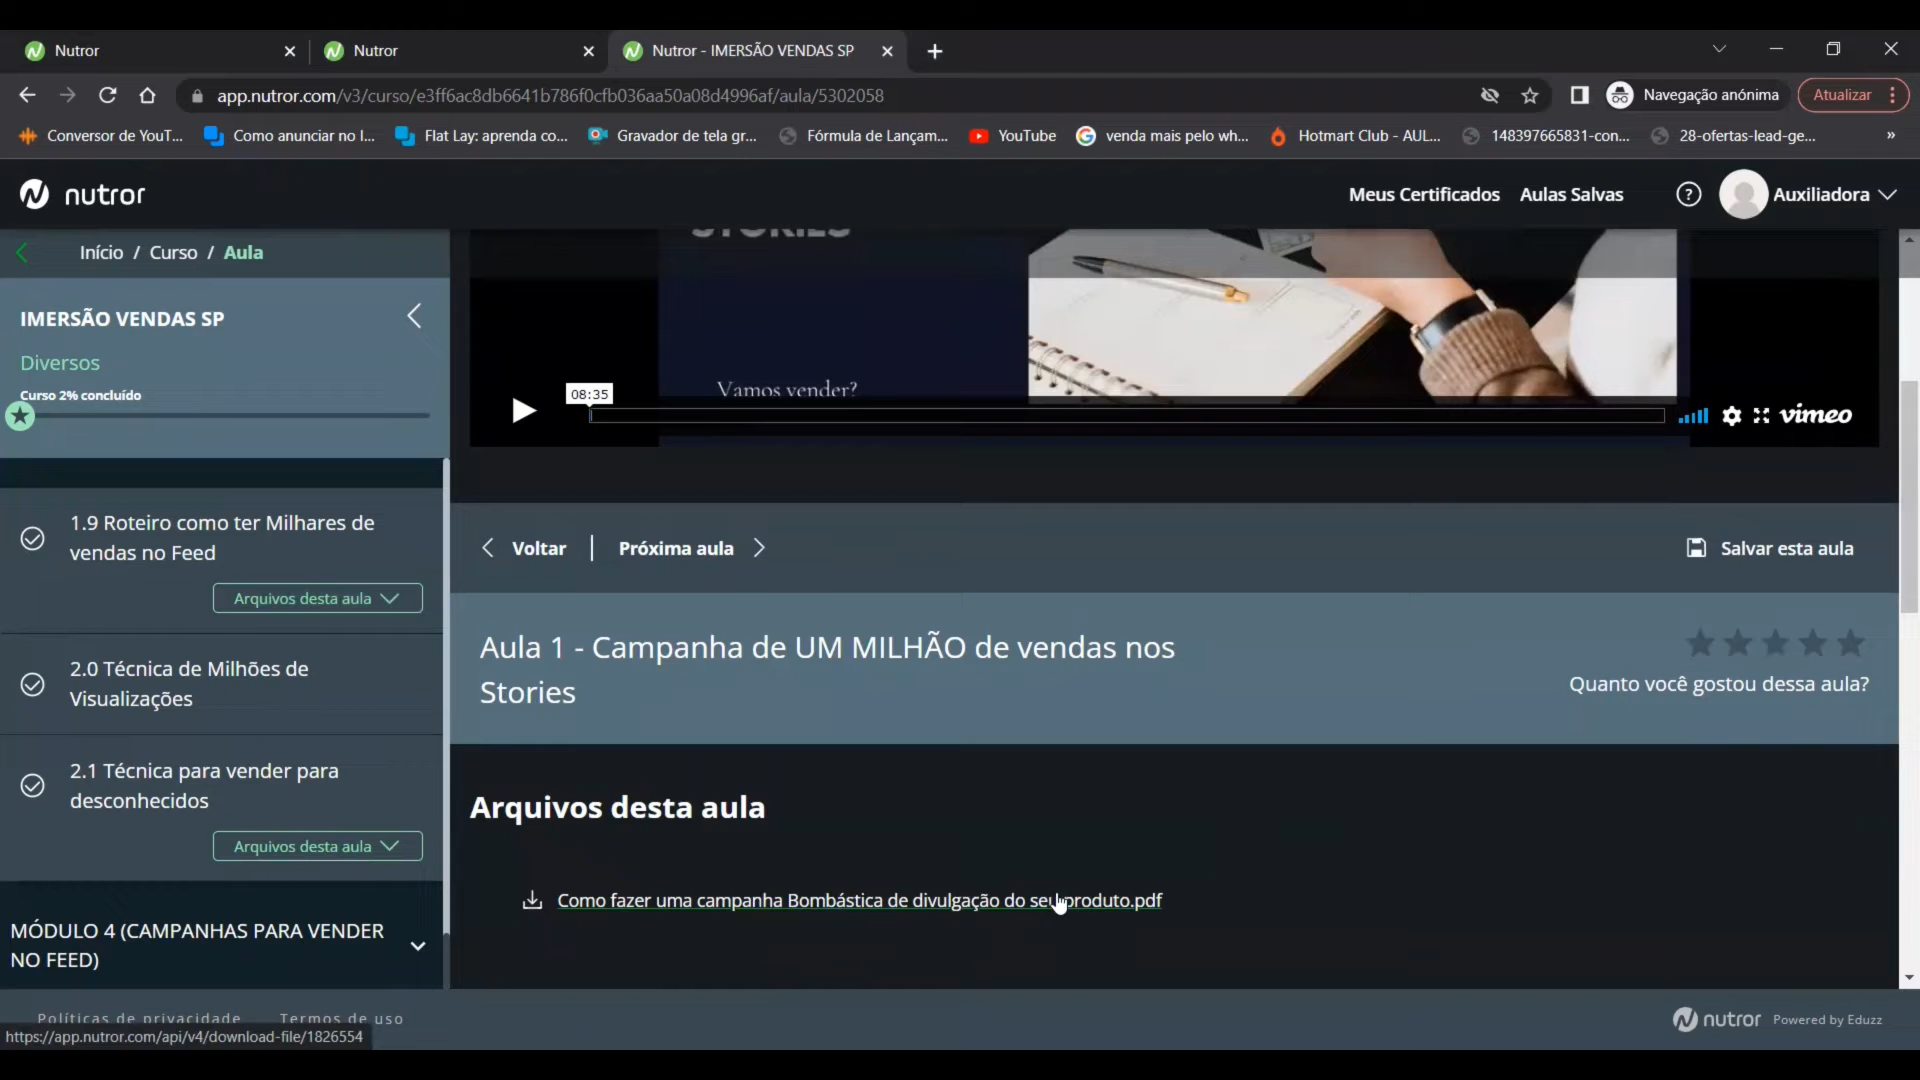 Nutror
Nutror
Nutror - IMERSÃO VENDAS SP
app.nutror.com/v3/curso/e3ff6ac8db6641b786f0cfb036aa50a08d4996af/aula/5302058
Navegação anónima
Atualizar
Conversor de YouT...
Como anunciar no I...
Flat Lay: aprenda co...
Gravador de tela gr...
Fórmula de Lançam...
YouTube
venda mais pelo wh...
Hotmart Club - AUL...
148397665831-con...
28-ofertas-lead-ge...
»
nutror
Meus Certificados
Aulas Salvas
Auxiliadora
Início / Curso / Aula
STORIES
IMERSÃO VENDAS SP
Diversos
Curso 2% concluído
Vamos vender?
08:35
vimeo
1.9 Roteiro como ter Milhares de
vendas no Feed
Arquivos desta aula
2.0 Técnica de Milhões de
Visualizações
2.1 Técnica para vender para
desconhecidos
Arquivos desta aula
MÓDULO 4 (CAMPANHAS PARA VENDER
NO FEED)
Voltar | Próxima aula
Salvar esta aula
Aula 1 - Campanha de UM MILHÃO de vendas nos
Stories
Quanto você gostou dessa aula?
Arquivos desta aula
Como fazer uma campanha Bombástica de divulgação do seu produto.pdf
Políticas de privacidade
Termos de uso
https://app.nutror.com/api/v4/download-file/1826554
nutror
Powered by Eduzz